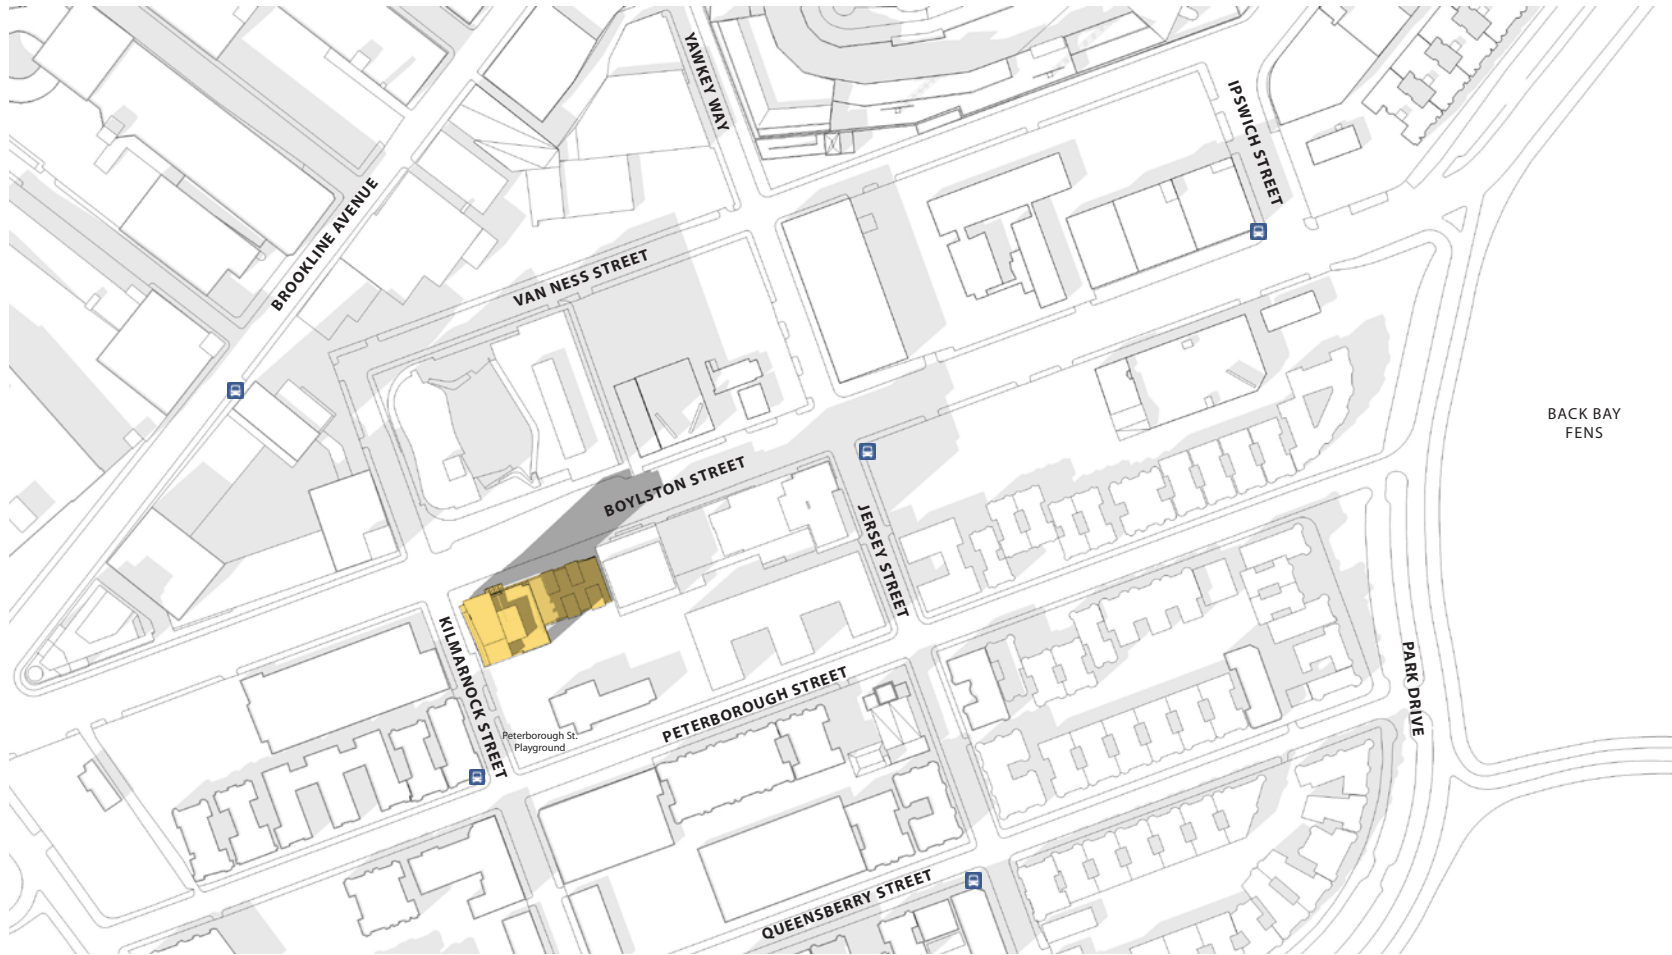 YAWKEY WAY
IPSWICH STREET
BROOKLINE AVENUE
VAN NESS STREET
BACK BAY
FENS
BOYLSTON STREET
JERSEY STREET
KILMARNOCK STREET
PETERBOROUGH STREET
PARK DRIVE
Peterborough St.
Playground
QUEENSBERRY STREET